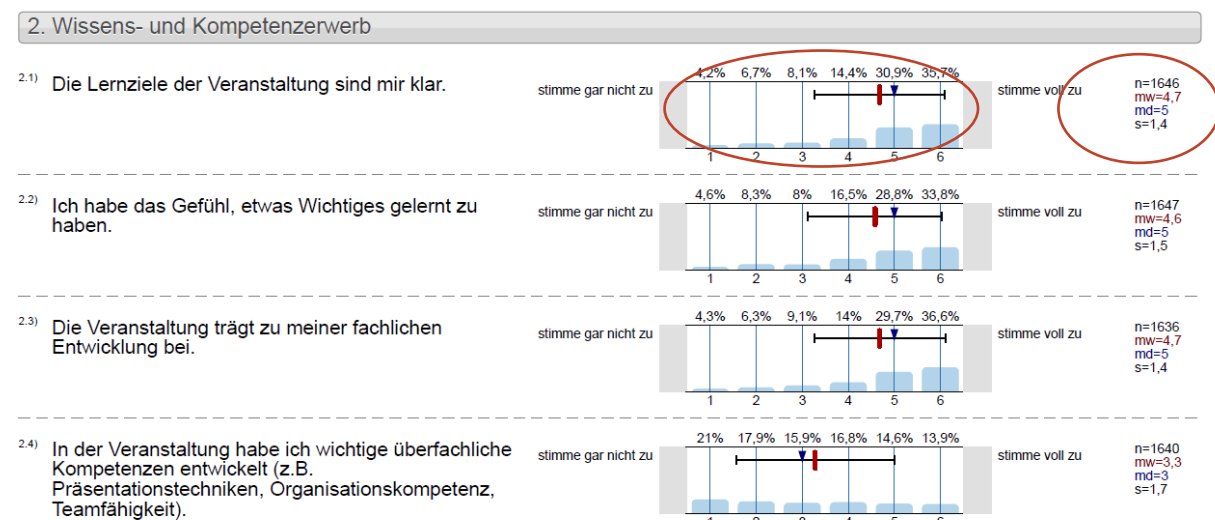 2. Wissens- und Kompetenzerwerb
2.1) Die Lernziele der Veranstaltung sind mir klar.
stimme gar nicht zu
4,2% 6,7% 8,1% 14,4% 30,9% 35,7%
1 2 3 4 5 6
stimme voll zu
n=1646
mw=4,7
md=5
s=1,4
2.2) Ich habe das Gefühl, etwas Wichtiges gelernt zu
haben.
stimme gar nicht zu
4,6% 8,3% 8% 16,5% 28,8% 33,8%
1 2 3 4 5 6
stimme voll zu
n=1647
mw=4,6
md=5
s=1,5
2.3) Die Veranstaltung trägt zu meiner fachlichen
Entwicklung bei.
stimme gar nicht zu
4,3% 6,3% 9,1% 14% 29,7% 36,6%
1 2 3 4 5 6
stimme voll zu
n=1636
mw=4,7
md=5
s=1,4
2.4) In der Veranstaltung habe ich wichtige überfachliche
Kompetenzen entwickelt (z.B.
Präsentationstechniken, Organisationskompetenz,
Teamfähigkeit).
stimme gar nicht zu
21% 17,9% 15,9% 16,8% 14,6% 13,9%
1 2 3 4 5 6
stimme voll zu
n=1640
mw=3,3
md=3
s=1,7